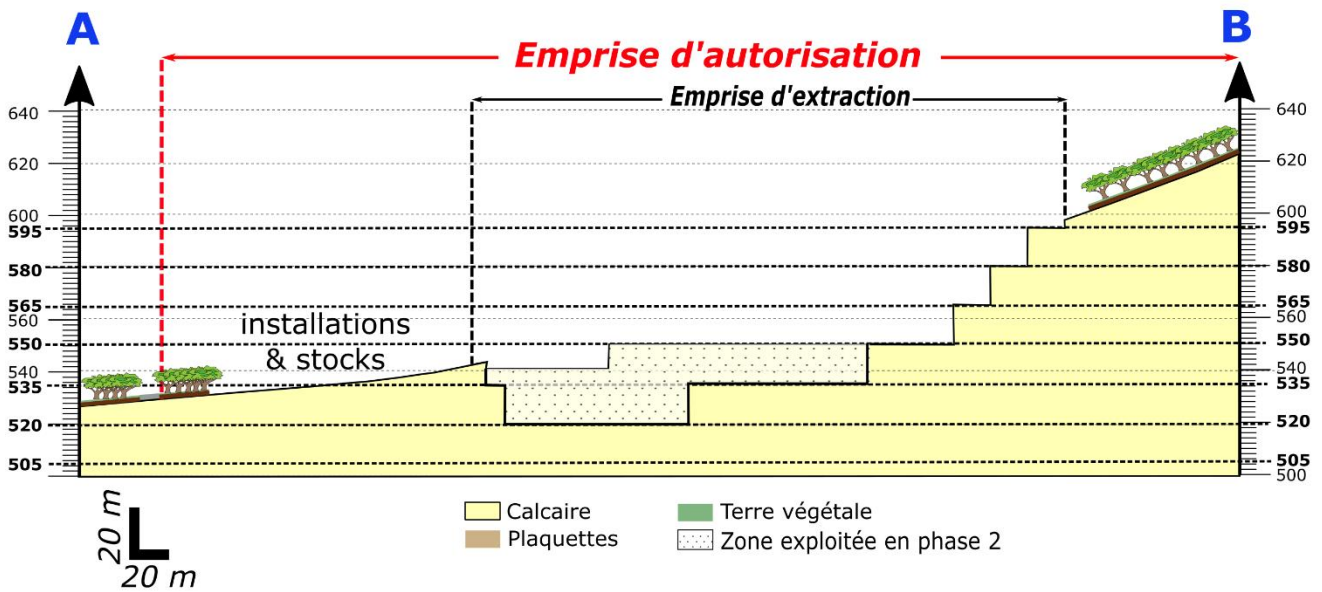 A
B
Emprise d'autorisation
Emprise d'extraction
640
640
620
620
600
600
595
595
580
580
565
565
560
560
installations
& stocks
550
550
540
540
535
535
520
520
505
505
500
20 m
20 m
Calcaire
Terre végétale
Plaquettes
Zone exploitée en phase 2